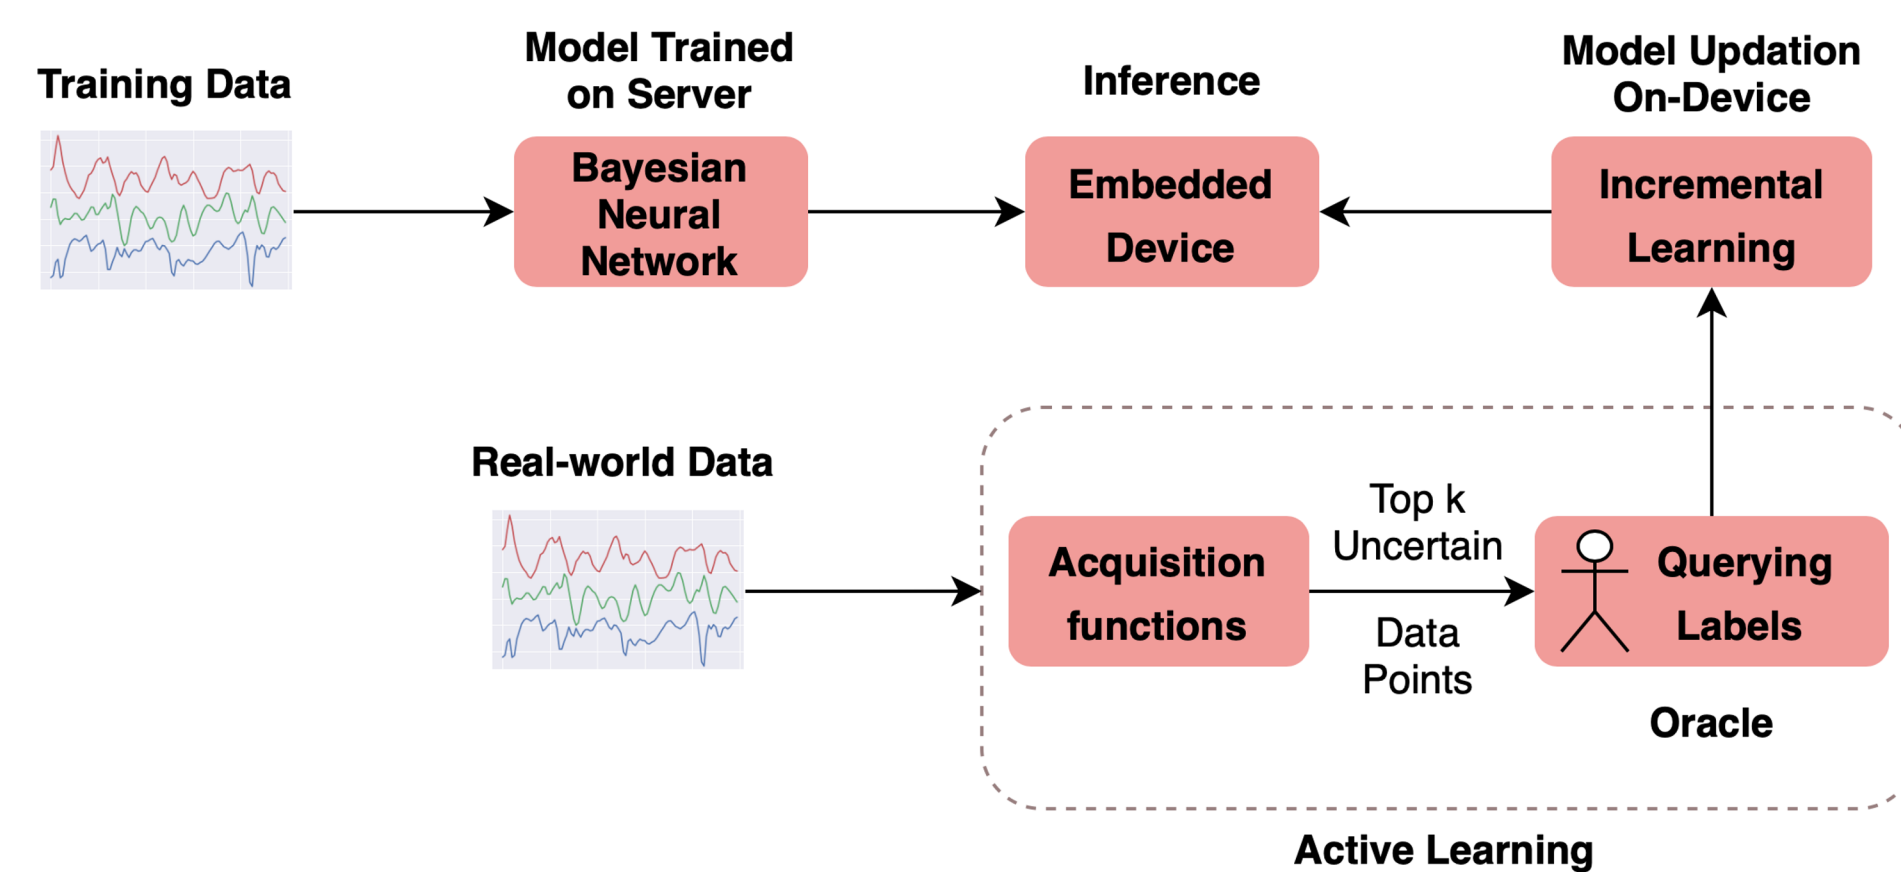 Training Data
Model Trained
on Server
Bayesian
Neural
Network
Inference
Embedded
Device
Model Updation
On-Device
Incremental
Learning
Real-world Data
Acquisition
functions
Top k
Uncertain
Data
Points
Querying
Labels
Oracle
Active Learning